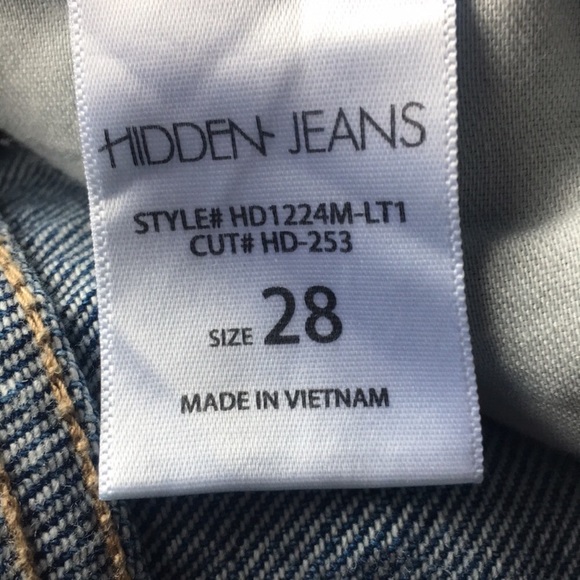 HIDDEN JEANS
STYLE# HD1224M-LT1
CUT# HD-253
SIZE 28
MADE IN VIETNAM